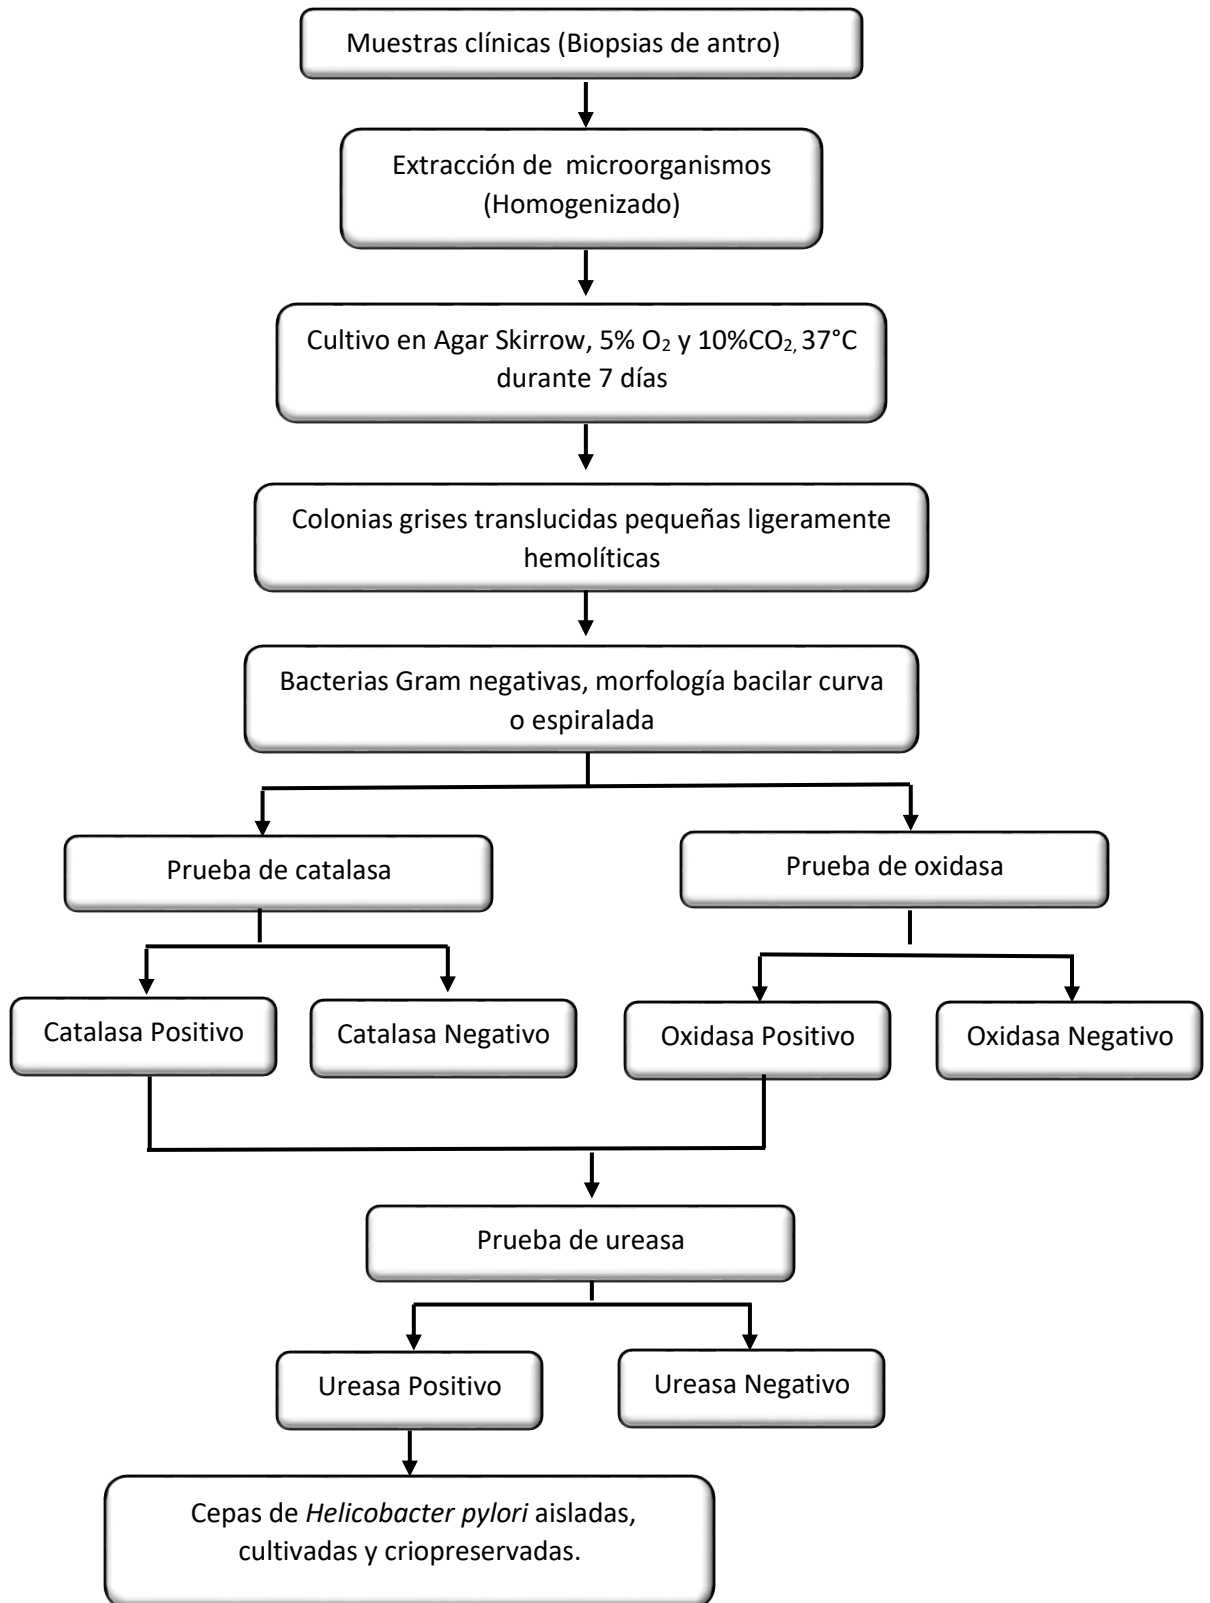 Muestras clínicas (Biopsias de antro)
Extracción de microorganismos
(Homogenizado)
Cultivo en Agar Skirrow, 5% O₂ y 10%CO₂, 37°C
durante 7 días
Colonias grises translucidas pequeñas ligeramente
hemolíticas
Bacterias Gram negativas, morfología bacilar curva
o espiralada
Prueba de catalasa
Prueba de oxidasa
Catalasa Positivo
Catalasa Negativo
Oxidasa Positivo
Oxidasa Negativo
Prueba de ureasa
Ureasa Positivo
Ureasa Negativo
Cepas de Helicobacter pylori aisladas,
cultivadas y criopreservadas.